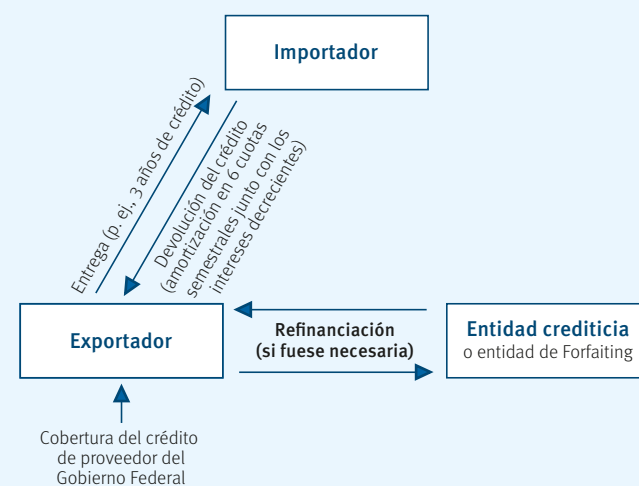 Importador
Entrega (p. ej., 3 años de crédito)
Devolución del crédito
(amortización en 6 cuotas
semestrales junto con los
intereses decrecientes)
Exportador
Refinanciación
(si fuese necesaria)
Entidad crediticia
o entidad de Forfaiting
Cobertura del crédito
de proveedor del
Gobierno Federal